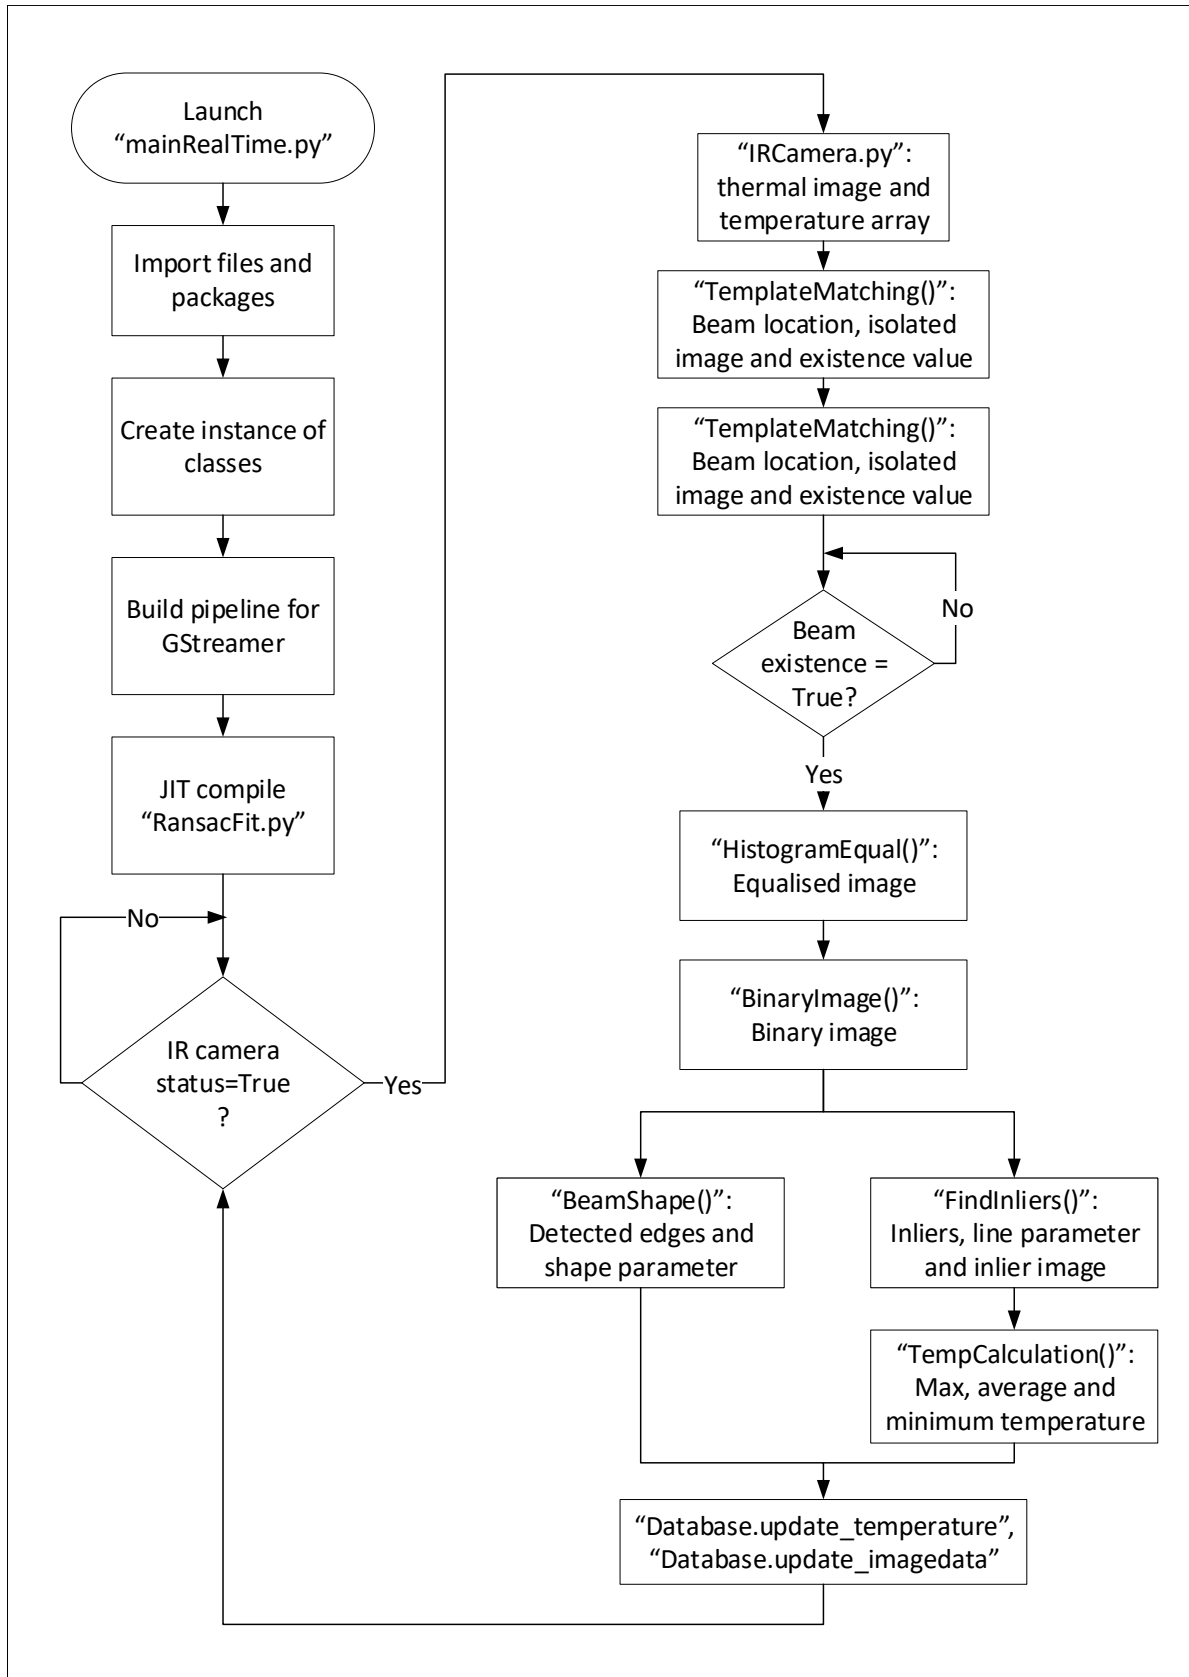 Launch
“mainRealTime.py”
Import files and
packages
Create instance of
classes
Build pipeline for
GStreamer
JIT compile
“RansacFit.py”
No
IR camera
status=True
?
Yes
“IRCamera.py”:
thermal image and
temperature array
“TemplateMatching()”:
Beam location, isolated
image and existence value
“TemplateMatching()”:
Beam location, isolated
image and existence value
No
Beam
existence =
True?
Yes
“HistogramEqual()”:
Equalised image
“BinaryImage()”:
Binary image
“BeamShape()”:
Detected edges and
shape parameter
“FindInliers()”:
Inliers, line parameter
and inlier image
“TempCalculation()”:
Max, average and
minimum temperature
“Database.update_temperature”,
“Database.update_imagedata”